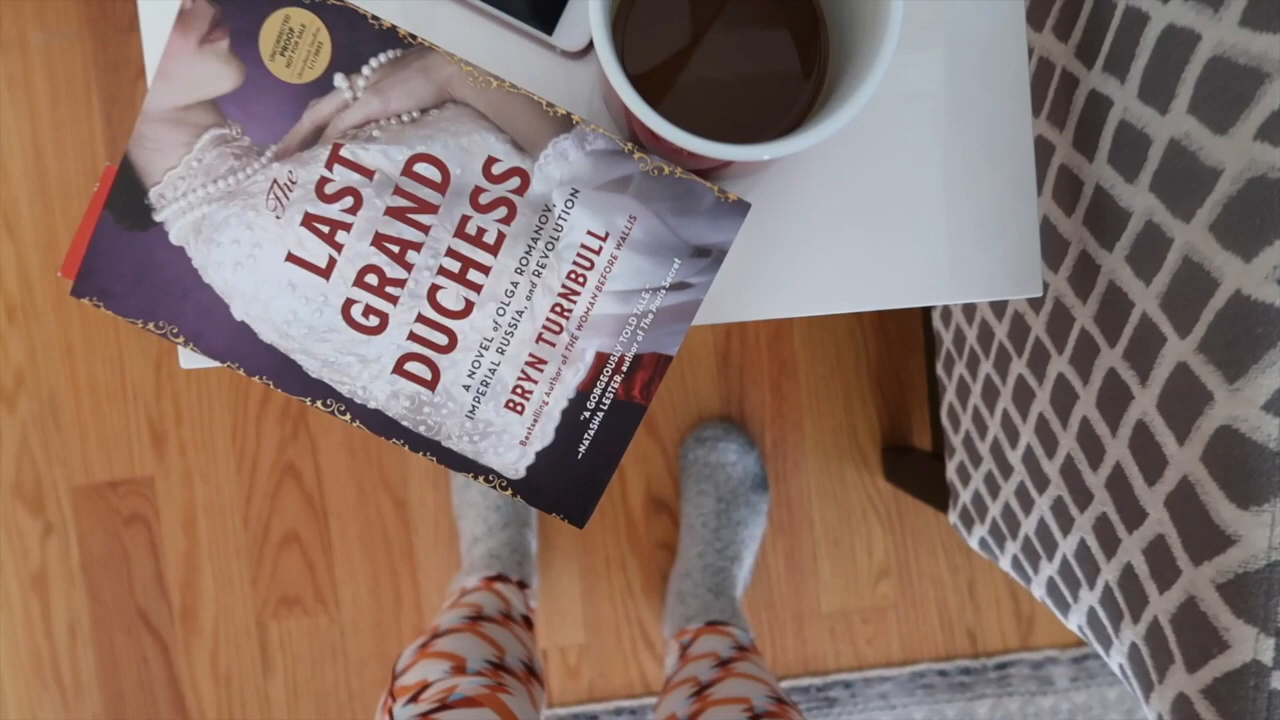 UNCORRECTED
PROOF
NOT FOR SALE
The
LAST
GRAND
DUCHESS
A NOVEL of OLGA ROMANOV,
IMPERIAL RUSSIA, and REVOLUTION
BRYN TURNBULL
Bestselling Author of THE WOMAN BEFORE WALLIS
"A GORGEOUSLY TOLD TALE."
—NATASHA LESTER, author of The Paris Secret